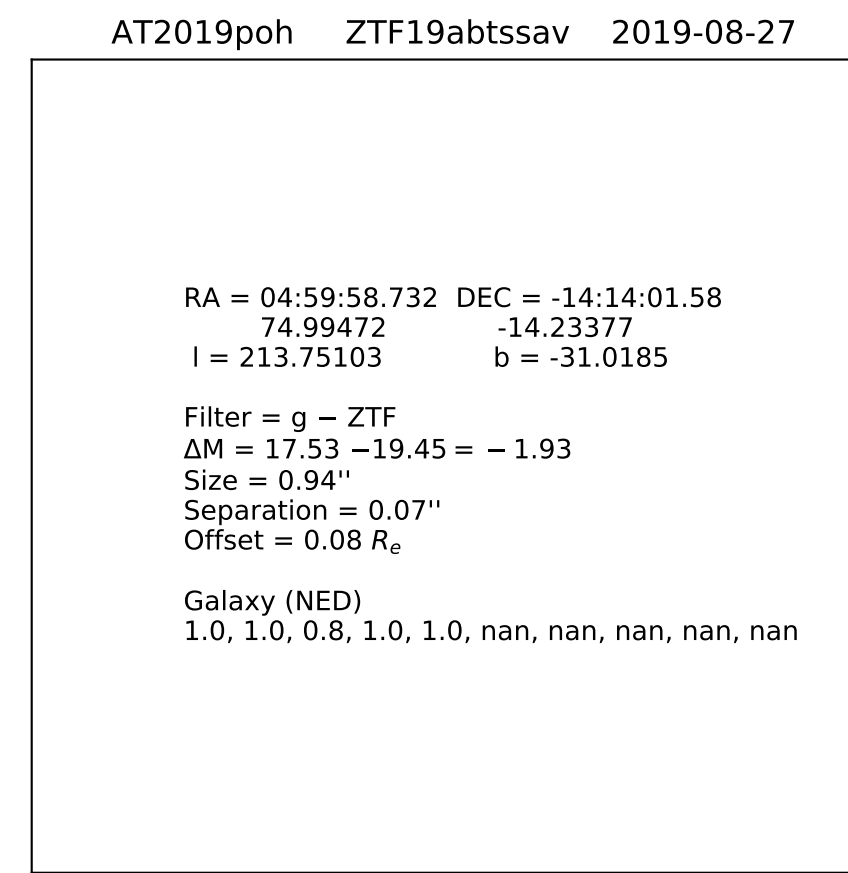 AT2019poh ZTF19abtssav 2019-08-27
RA = 04:59:58.732 DEC = -14:14:01.58
74.99472 -14.23377
l = 213.75103 b = -31.0185
Filter = g − ZTF
ΔM = 17.53 −19.45 = − 1.93
Size = 0.94''
Separation = 0.07''
Offset = 0.08 Rₑ
Galaxy (NED)
1.0, 1.0, 0.8, 1.0, 1.0, nan, nan, nan, nan, nan